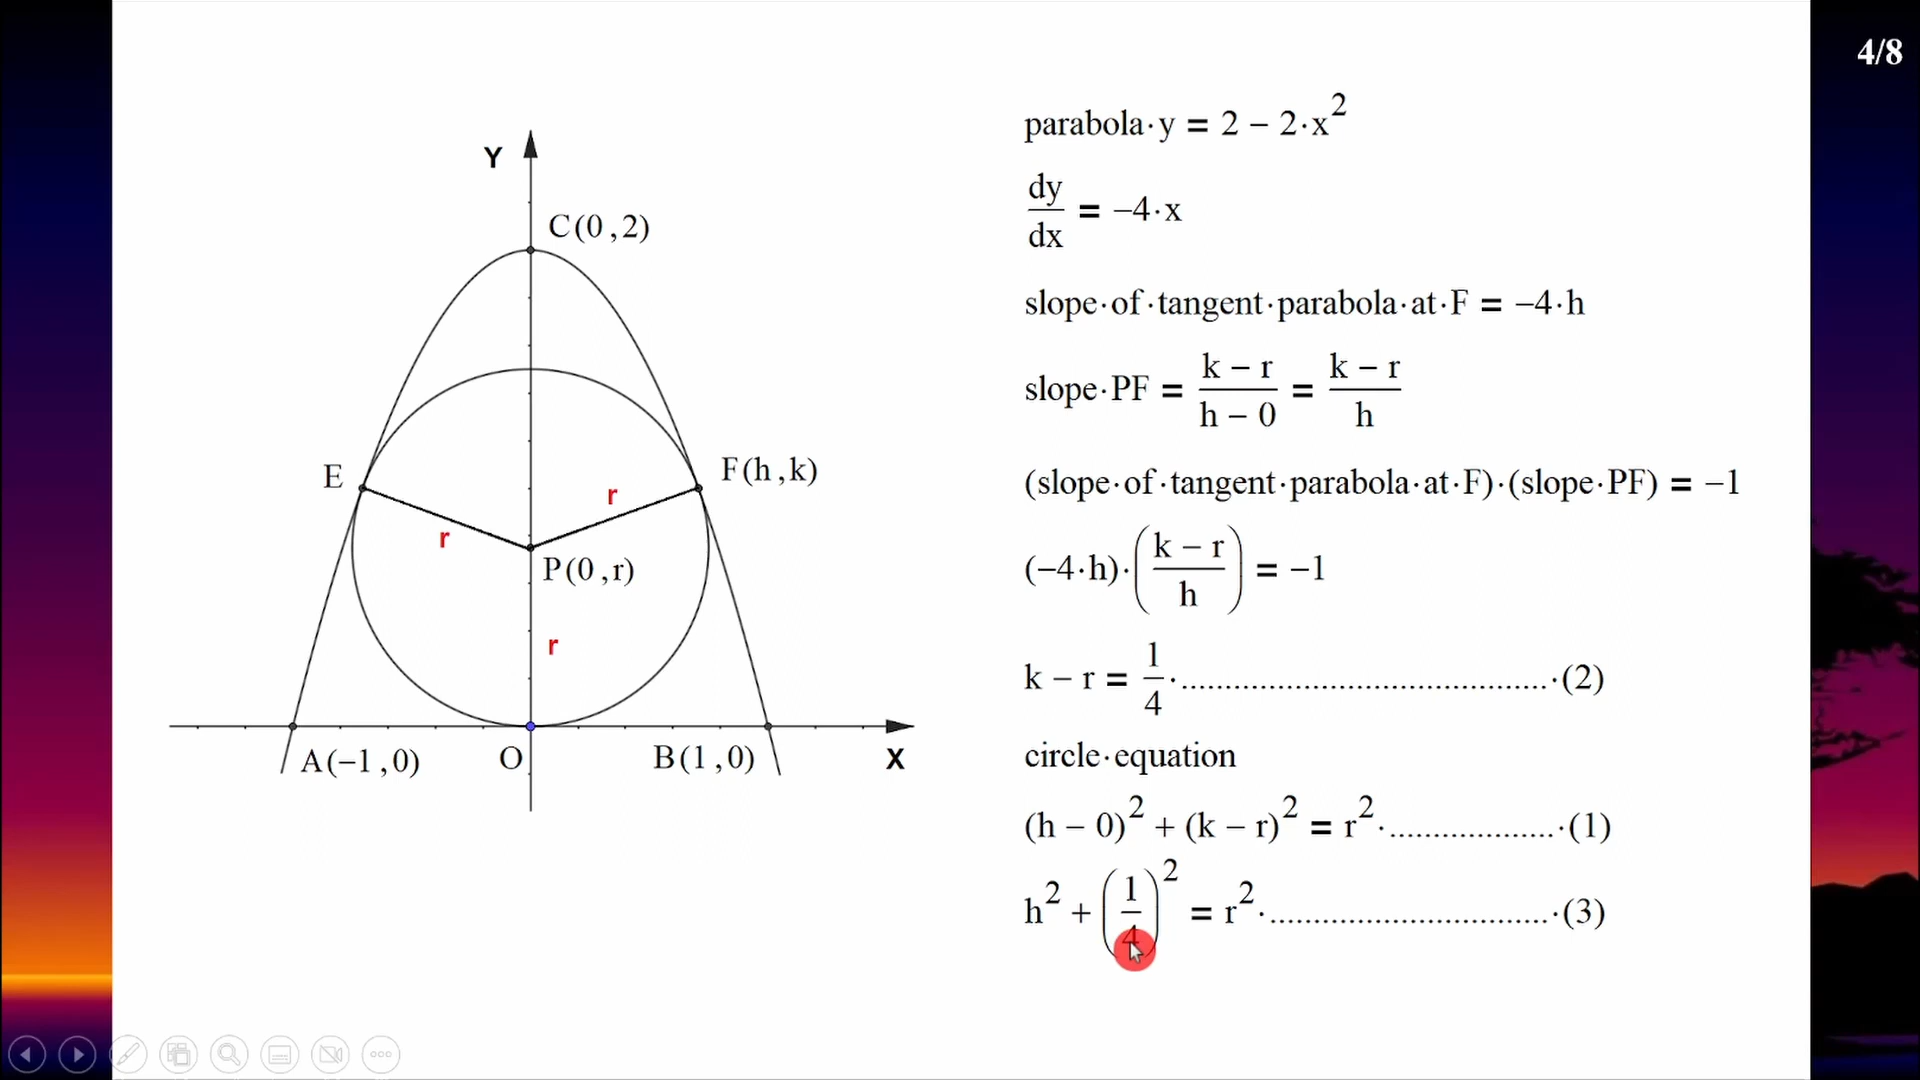 4/8
Y
C(0,2)
E
F(h,k)
r
r
P(0,r)
r
A(−1,0)
O
B(1,0)
X
parabola·y = 2 − 2·x²
dy/dx = −4·x
slope·of·tangent·parabola·at·F = −4·h
slope·PF = (k − r)/(h − 0) = (k − r)/h
(slope·of·tangent·parabola·at·F)·(slope·PF) = −1
(−4·h)·((k − r)/h) = −1
k − r = 1/4·.......................................·(2)
circle·equation
(h − 0)² + (k − r)² = r²·..................·(1)
h² + (1/4)² = r²·..............................·(3)